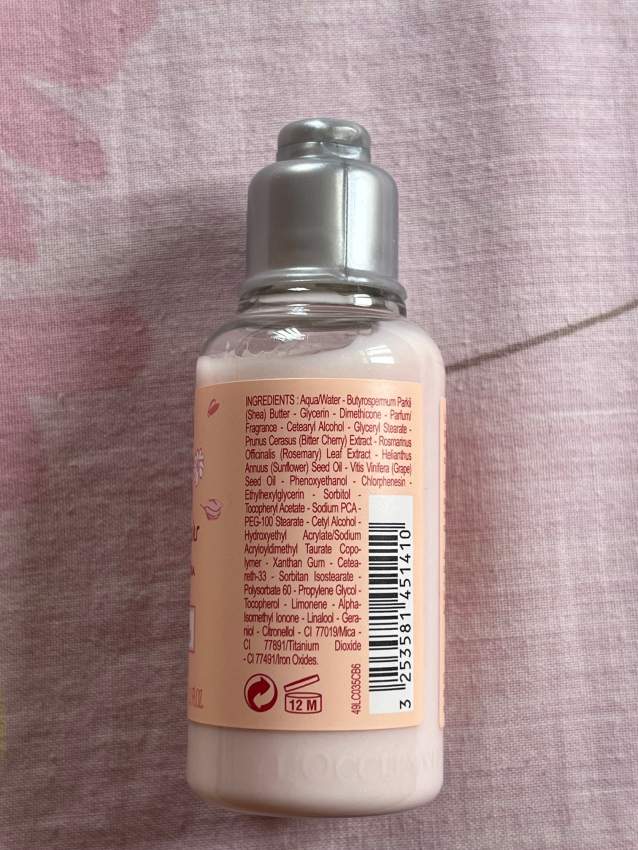 INGREDIENTS : Aqua/Water - Butyrospermum Parkii
(Shea) Butter - Glycerin - Dimethicone - Parfum/
Fragrance - Cetearyl Alcohol - Glyceryl Stearate -
Prunus Cerasus (Bitter Cherry) Extract - Rosmarinus
Officinalis (Rosemary) Leaf Extract - Helianthus
Annuus (Sunflower) Seed Oil - Vitis Vinifera (Grape)
Seed Oil - Phenoxyethanol - Chlorphenesin -
Ethylhexylglycerin - Sorbitol -
Tocopheryl Acetate - Sodium PCA -
PEG-100 Stearate - Cetyl Alcohol -
Hydroxyethyl Acrylate/Sodium
Acryloyldimethyl Taurate Copo-
lymer - Xanthan Gum - Cetea-
reth-33 - Sorbitan Isostearate -
Polysorbate 60 - Propylene Glycol -
Tocopherol - Limonene - Alpha-
Isomethyl Ionone - Linalool - Gera-
niol - Citronellol - CI 77019/Mica -
CI 77891/Titanium Dioxide
- CI 77491/Iron Oxides.
12 M
49LC035CB6
3 253581 451410
OZ
L'OCCITA